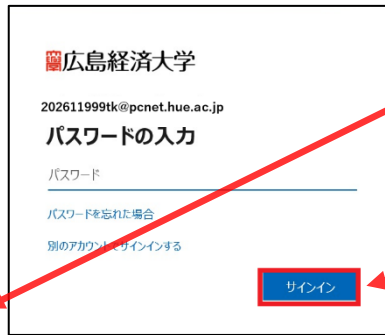 広島経済大学
202611999tk@pcnet.hue.ac.jp
パスワードの入力
パスワード
パスワードを忘れた場合
別のアカウントでサインインする
サインイン